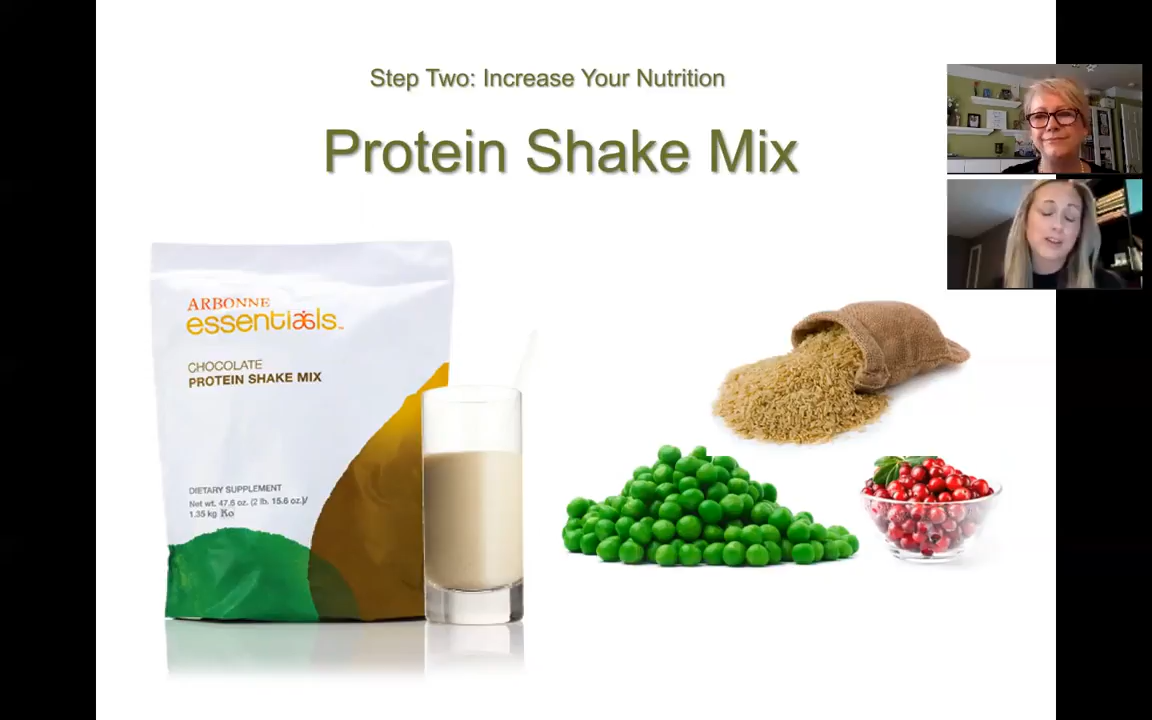 Step Two: Increase Your Nutrition
Protein Shake Mix
ARBONNE
essentials
CHOCOLATE
PROTEIN SHAKE MIX
DIETARY SUPPLEMENT
Net wt. 47.6 oz. (2 lb. 15.6 oz.)/
1.35 kg